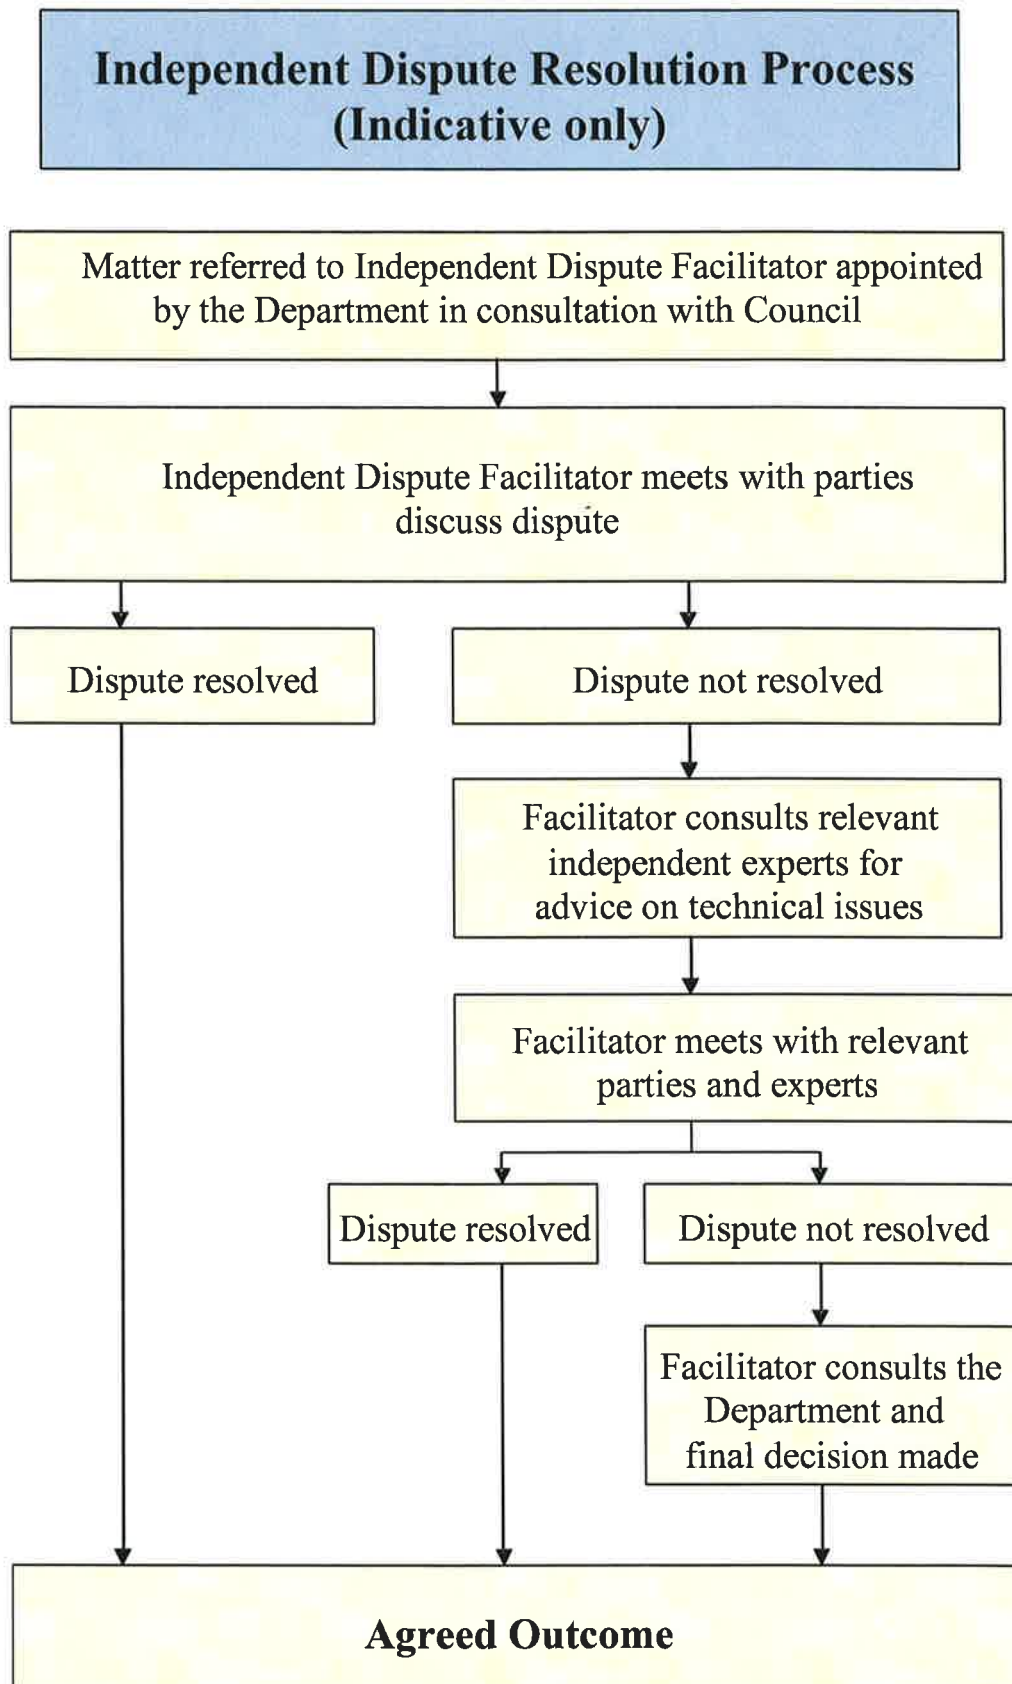 Independent Dispute Resolution Process
(Indicative only)
Matter referred to Independent Dispute Facilitator appointed
by the Department in consultation with Council
Independent Dispute Facilitator meets with parties
discuss dispute
Dispute resolved
Dispute not resolved
Facilitator consults relevant
independent experts for
advice on technical issues
Facilitator meets with relevant
parties and experts
Dispute resolved
Dispute not resolved
Facilitator consults the
Department and
final decision made
Agreed Outcome